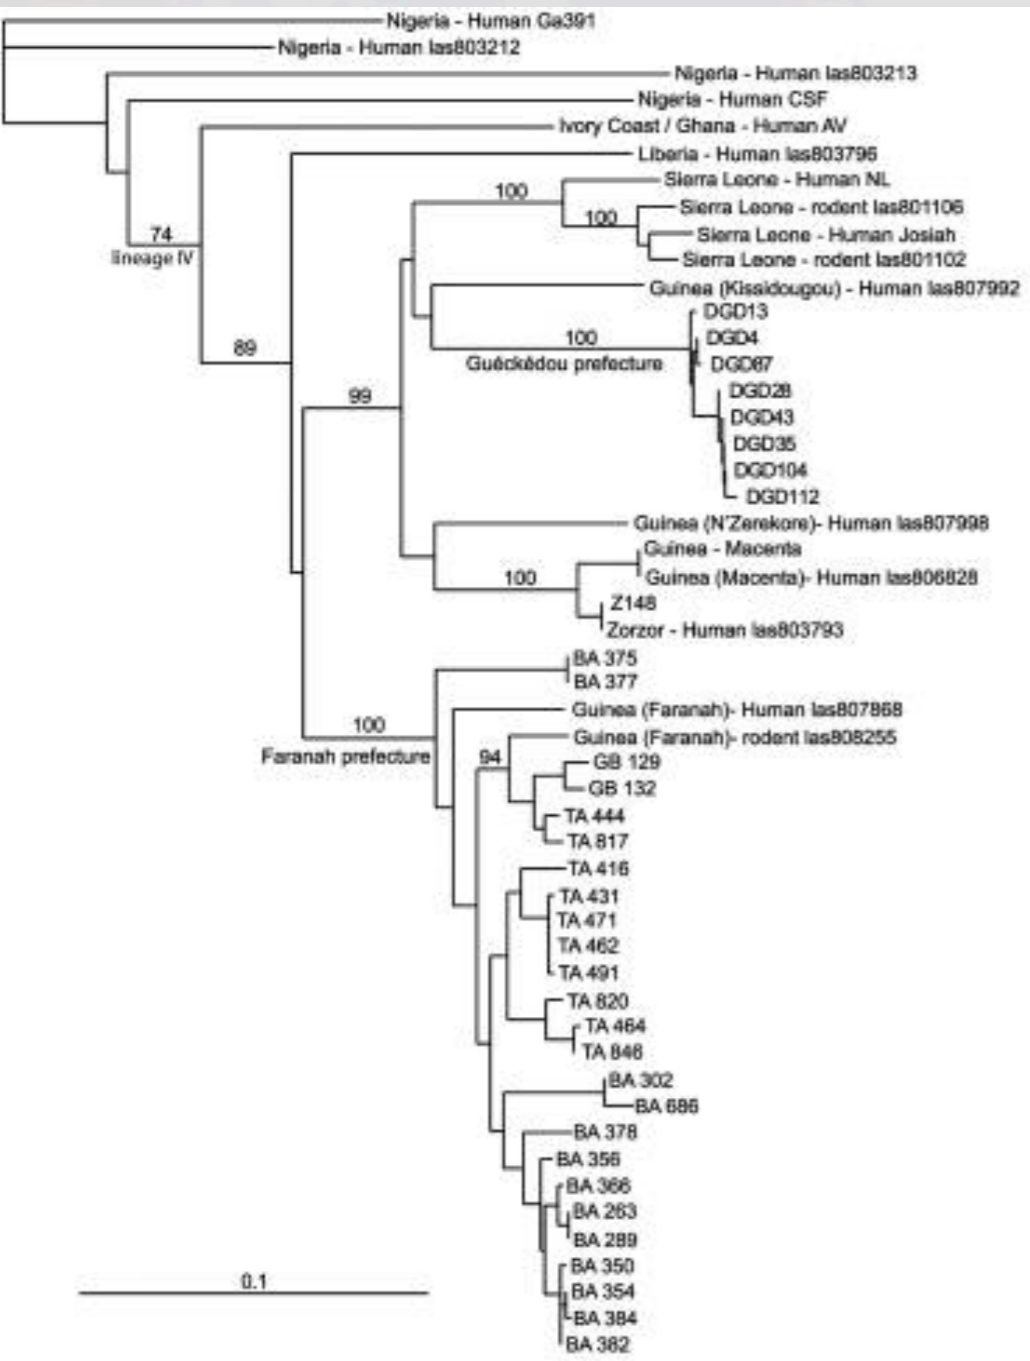 Nigeria - Human Ga391
Nigeria - Human las803212
Nigeria - Human las803213
Nigeria - Human CSF
Ivory Coast / Ghana - Human AV
Liberia - Human las803796
100
Sierra Leone - Human NL
100
Sierra Leone - rodent las801106
74
lineage IV
Sierra Leone - Human Josiah
Sierra Leone - rodent las801102
Guinea (Kissidougou) - Human las807992
DGD13
100
DGD4
89
Guéckédou prefecture
DGD87
99
DGD28
DGD43
DGD35
DGD104
DGD112
Guinea (N'Zerekore)- Human las807998
Guinea - Macenta
100
Guinea (Macenta)- Human las806828
Z148
Zorzor - Human las803793
BA 375
BA 377
Guinea (Faranah)- Human las807868
100
Guinea (Faranah)- rodent las808255
Faranah prefecture
94
GB 129
GB 132
TA 444
TA 817
TA 416
TA 431
TA 471
TA 462
TA 491
TA 820
TA 464
TA 846
BA 302
BA 686
BA 378
BA 356
BA 366
BA 263
BA 289
BA 350
0.1
BA 354
BA 384
BA 382